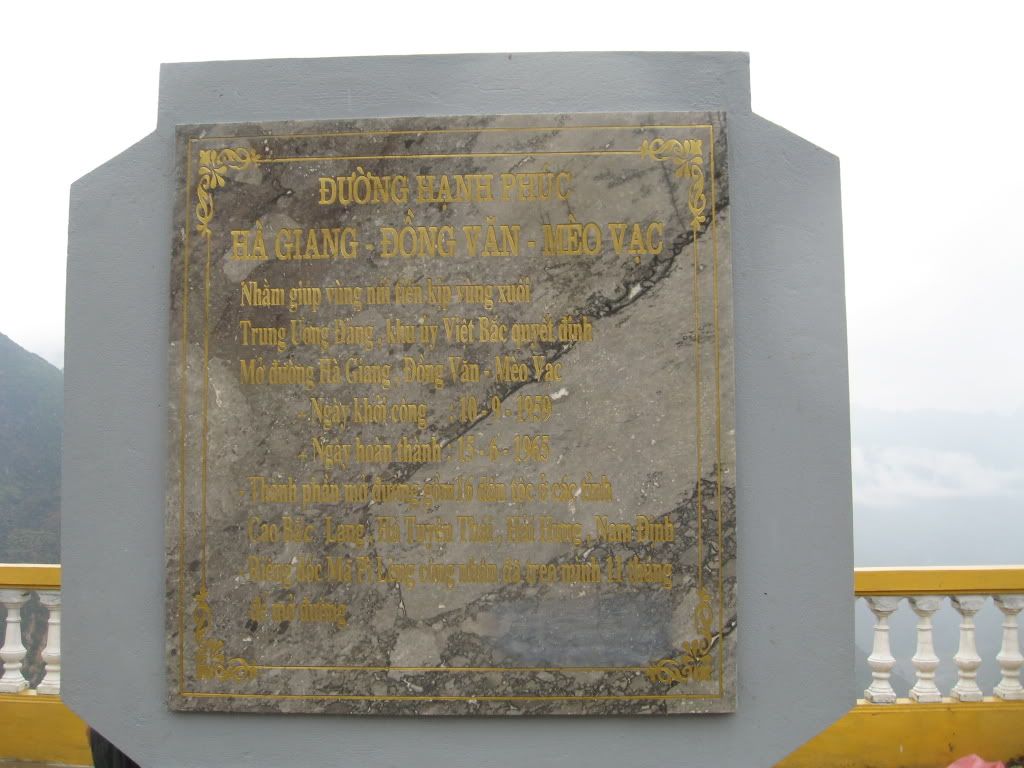 ĐƯỜNG HẠNH PHÚC
HÀ GIANG - ĐỒNG VĂN - MÈO VẠC
Nhằm giúp vùng núi tiến kịp vùng xuôi
Trung Ương Đảng , khu ủy Việt Bắc quyết định
Mở đường Hà Giang , Đồng Văn - Mèo Vạc
- Ngày khởi công : 10 - 9 - 1959
- Ngày hoàn thành : 15 - 6 - 1965
- Thành phần mở đường gồm 16 dân tộc ở các tỉnh
Cao Bắc Lạng , Hà Tuyên Thái , Hải Hưng , Nam Định
Riêng dốc Mã Pì Lèng công nhân đã treo mình 11 tháng
để mở đường